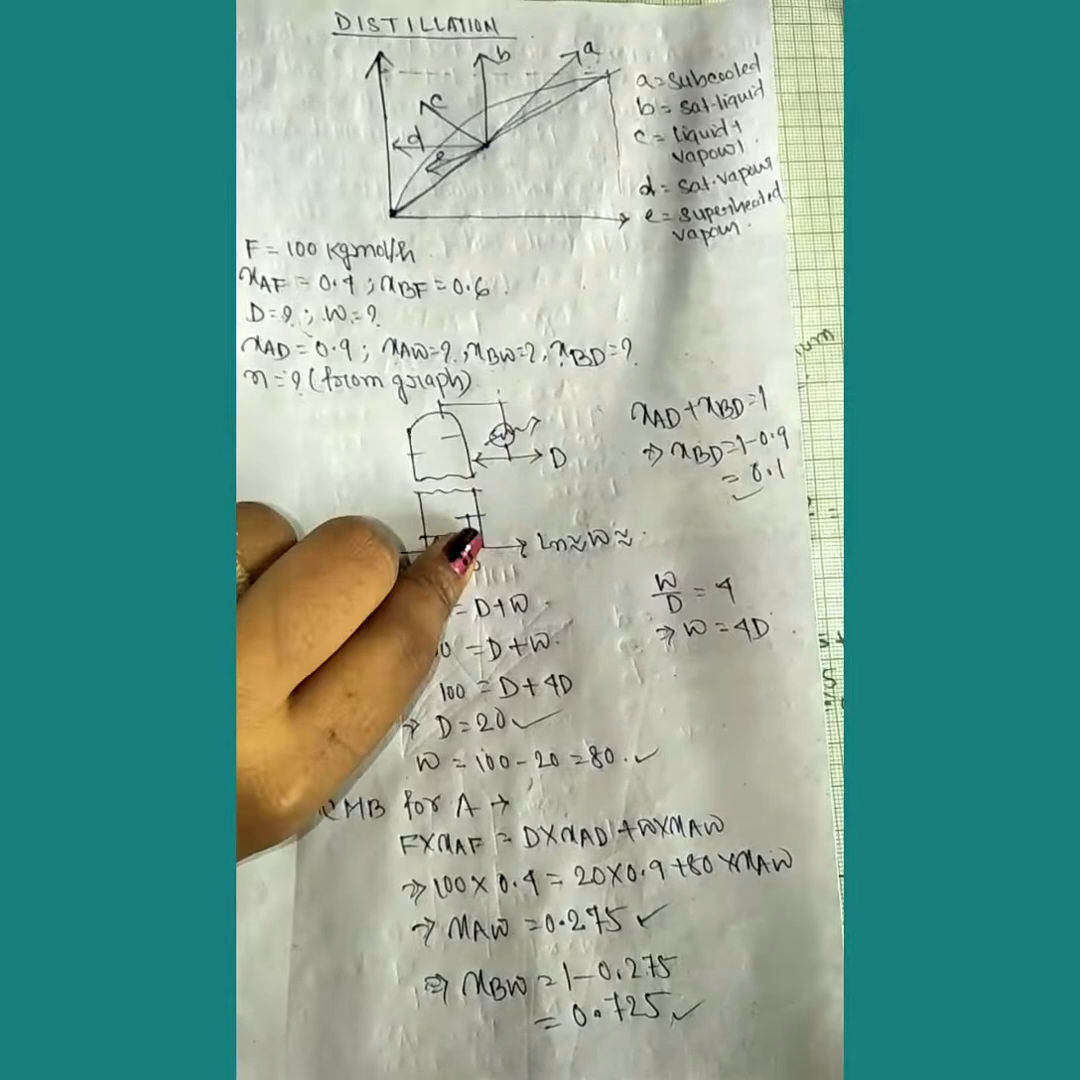 DISTILLATION
b
a
c
d
e
a = subcooled
b = sat-liquid
c = liquid +
vapour
d = sat-vapour
e = superheated
vapour.
F = 100 kgmol/h
xAF = 0.4 ; xBF = 0.6
D = ? ; W = ?
xAD = 0.9 ; xAW = ?, xBW = ?, xBD = ?
n = ? (from graph)
D
xAD + xBD = 1
⇒ xBD = 1 - 0.9
= 0.1
= D + W
0 = D + W
100 = D + 4D
⇒ D = 20 ✓
W = 100 - 20 = 80. ✓
W/D = 4
⇒ W = 4D
CMB for A →
F × xAF = D × xAD + W × xAW
⇒ 100 × 0.4 = 20 × 0.9 + 80 × xAW
⇒ xAW = 0.275 ✓
⇒ xBW = 1 - 0.275
= 0.725 ✓